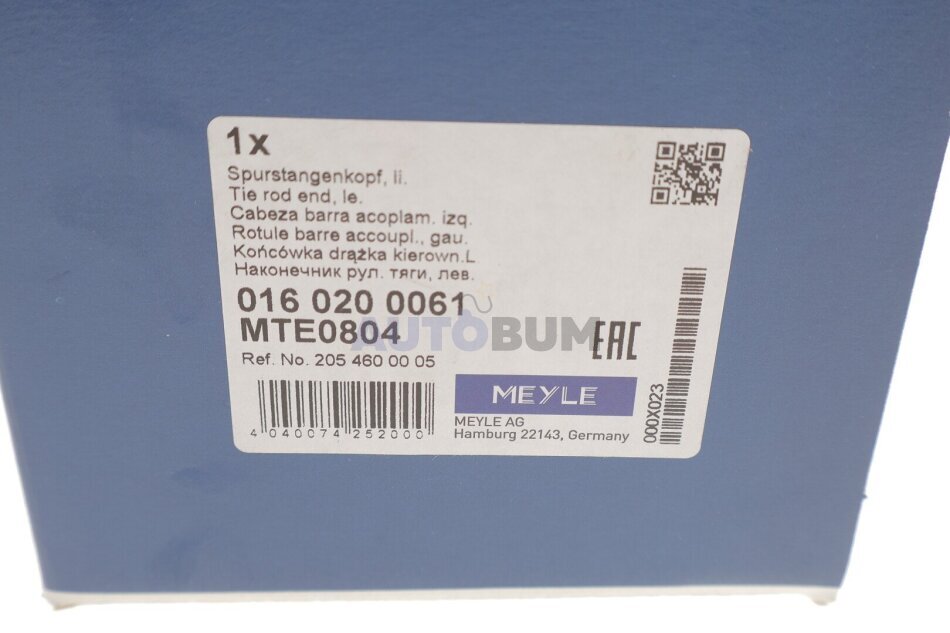 1x
Spurstangenkopf, li.
Tie rod end, le.
Cabeza barra acoplam. izq.
Rotule barre accoupl., gau.
Końcówka drążka kierown.L
Наконечник рул. тяги, лев.
016 020 0061
MTE0804
AUTOBUM
EAC
Ref. No. 205 460 00 05
MEYLE
MEYLE AG
Hamburg 22143, Germany
4 040074 252000
000X023